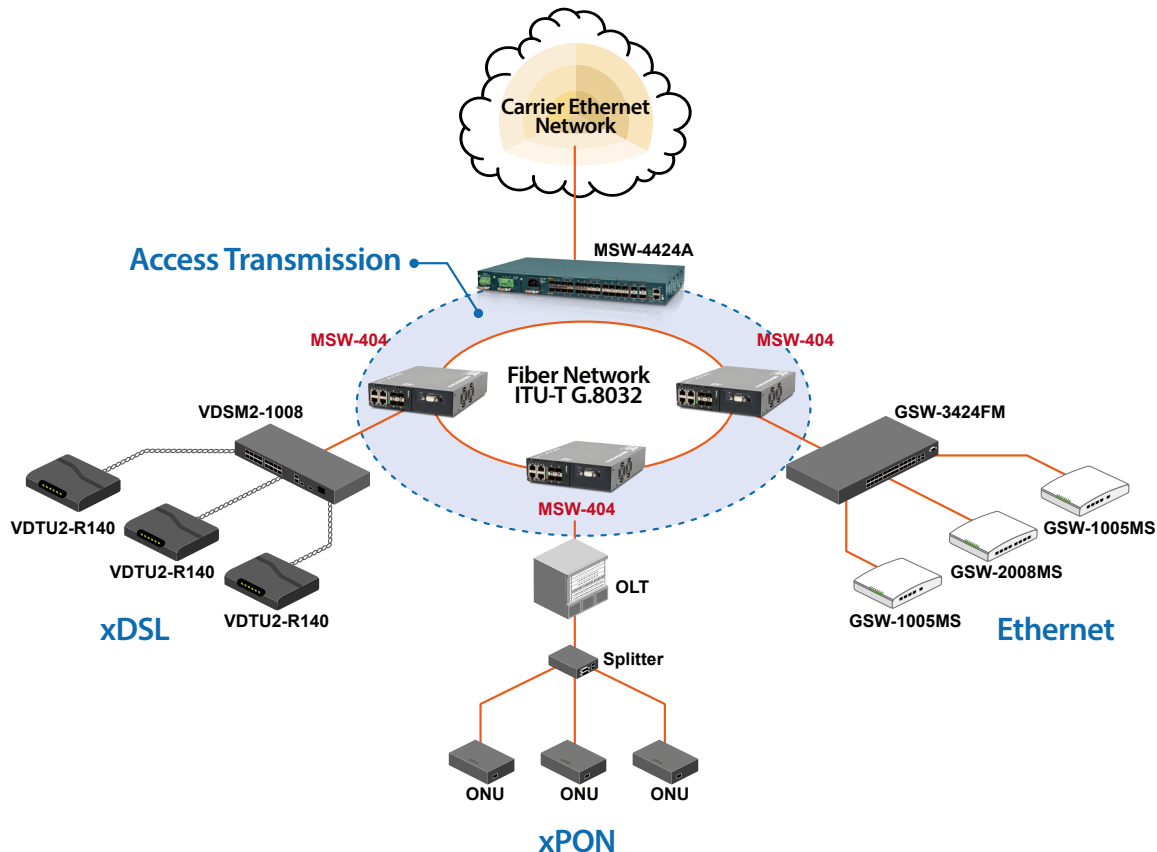 Carrier Ethernet
Network
MSW-4424A
Access Transmission
MSW-404
MSW-404
Fiber Network
ITU-T G.8032
VDSM2-1008
GSW-3424FM
MSW-404
VDTU2-R140
GSW-1005MS
VDTU2-R140
GSW-2008MS
OLT
GSW-1005MS
VDTU2-R140
xDSL
Ethernet
Splitter
ONU
ONU
ONU
xPON